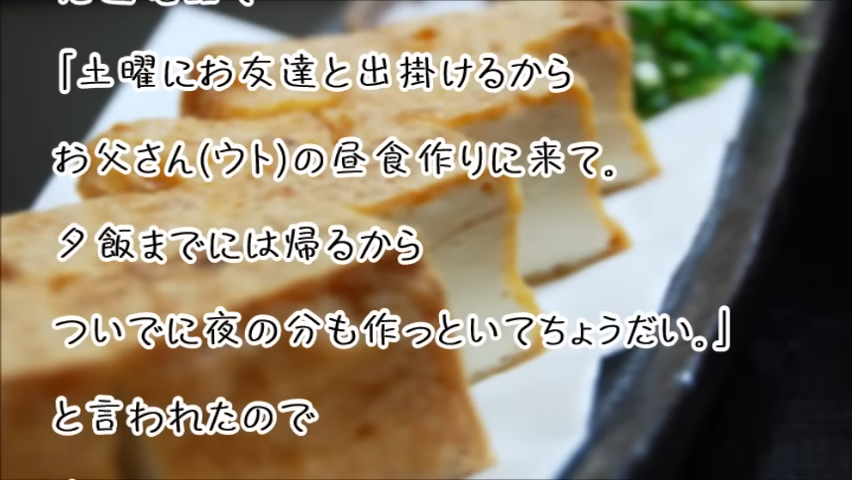 「土曜にお友達と出掛けるから
お父さん(ウト)の昼食作りに来て。
夕飯までには帰るから
ついでに夜の分も作っといてちょうだい。」
と言われたので